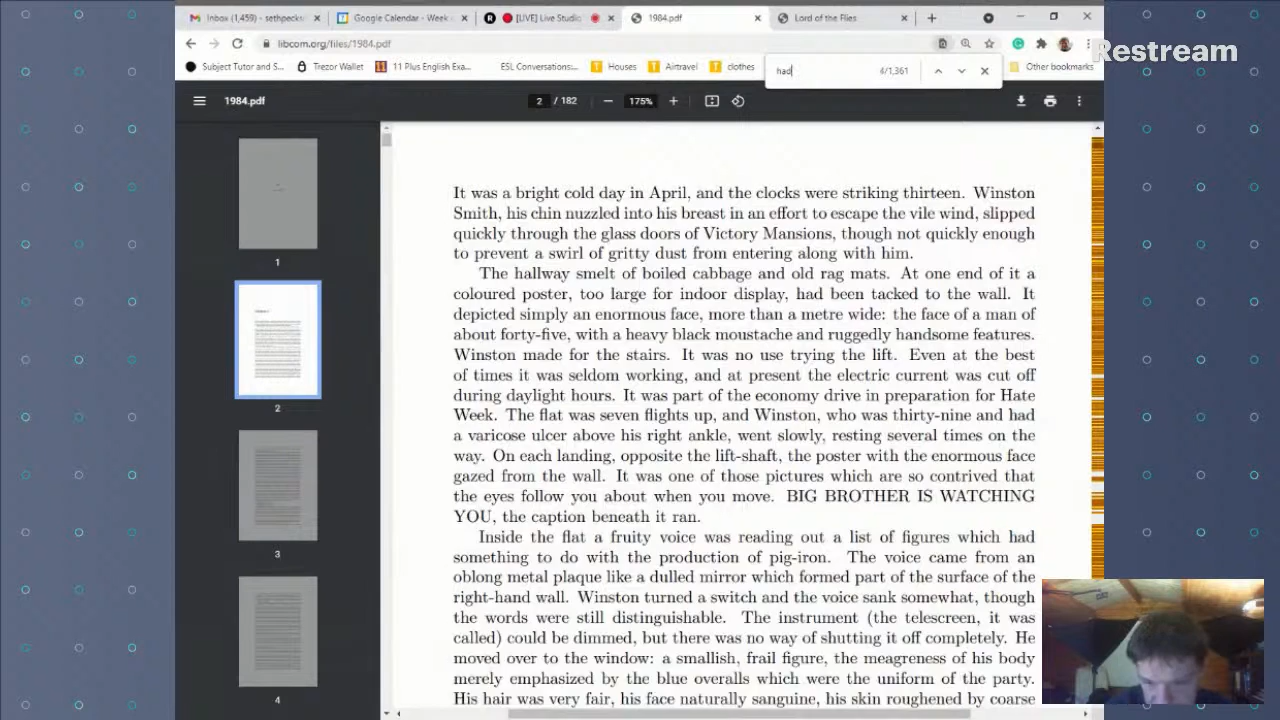 Inbox (1,459) - sethpecks
Google Calendar - Week
[LIVE] Live Studio
1984.pdf
Lord of the Flies
libcom.org/files/1984.pdf
Restream
Subject Tutor and S...
Trezor Wallet
11 Plus English Exa...
ESL Conversations:...
Houses
Airtravel
clothes
had
4/1,361
Other bookmarks
1984.pdf
2 / 182
175%
1
2
3
4
It was a bright cold day in April, and the clocks were striking thirteen. Winston
Smith, his chin nuzzled into his breast in an effort to escape the vile wind, slipped
quickly through the glass doors of Victory Mansions, though not quickly enough
to prevent a swirl of gritty dust from entering along with him.
The hallway smelt of boiled cabbage and old rag mats. At one end of it a
coloured poster, too large for indoor display, had been tacked to the wall. It
depicted simply an enormous face, more than a metre wide: the face of a man of
about forty-five, with a heavy black moustache and ruggedly handsome features.
Winston made for the stairs. It was no use trying the lift. Even at the best
of times it was seldom working, and at present the electric current was cut off
during daylight hours. It was part of the economy drive in preparation for Hate
Week. The flat was seven flights up, and Winston, who was thirty-nine and had
a varicose ulcer above his right ankle, went slowly, resting several times on the
way. On each landing, opposite the lift-shaft, the poster with the enormous face
gazed from the wall. It was one of those pictures which are so contrived that
the eyes follow you about when you move. BIG BROTHER IS WATCHING
YOU, the caption beneath it ran.
Inside the flat a fruity voice was reading out a list of figures which had
something to do with the production of pig-iron. The voice came from an
oblong metal plaque like a dulled mirror which formed part of the surface of the
right-hand wall. Winston turned a switch and the voice sank somewhat, though
the words were still distinguishable. The instrument (the telescreen, it was
called) could be dimmed, but there was no way of shutting it off completely. He
moved over to the window: a smallish, frail figure, the meagreness of his body
merely emphasized by the blue overalls which were the uniform of the party.
His hair was very fair, his face naturally sanguine, his skin roughened by coarse